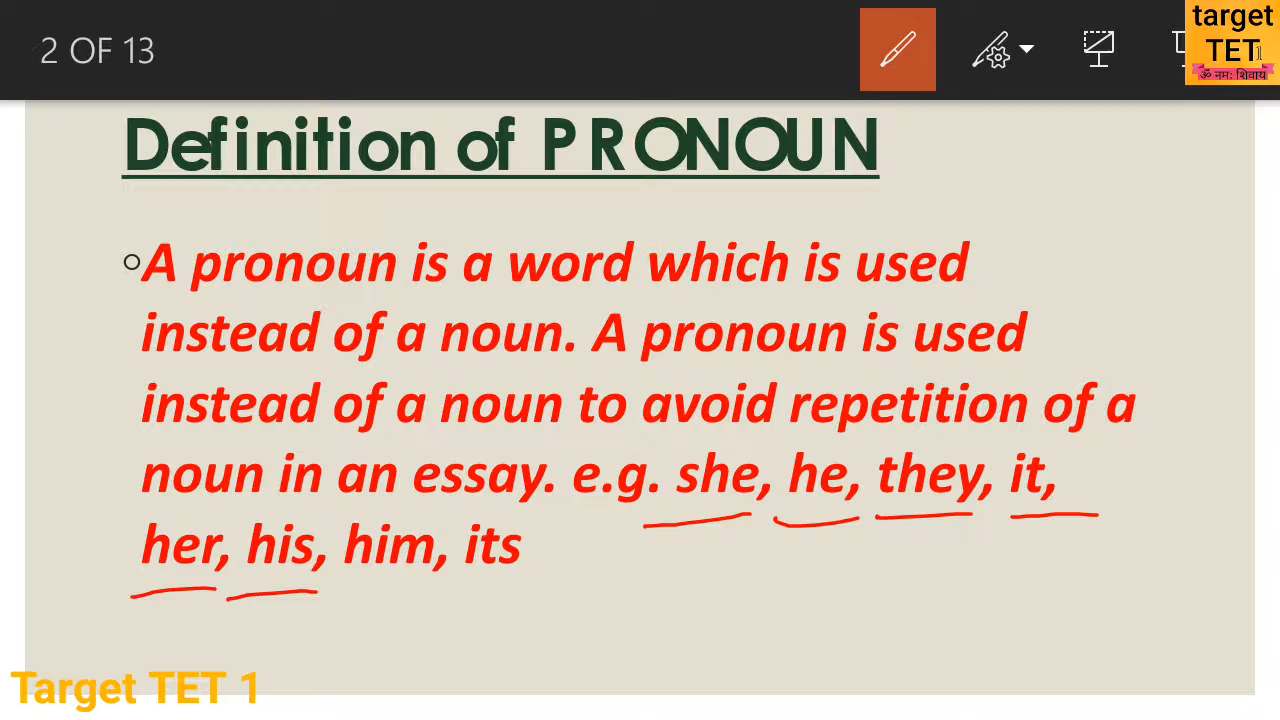 2 OF 13
target
TET1
ॐ नमः शिवाय
Definition of PRONOUN
A pronoun is a word which is used
instead of a noun. A pronoun is used
instead of a noun to avoid repetition of a
noun in an essay. e.g. she, he, they, it,
her, his, him, its
Target TET 1